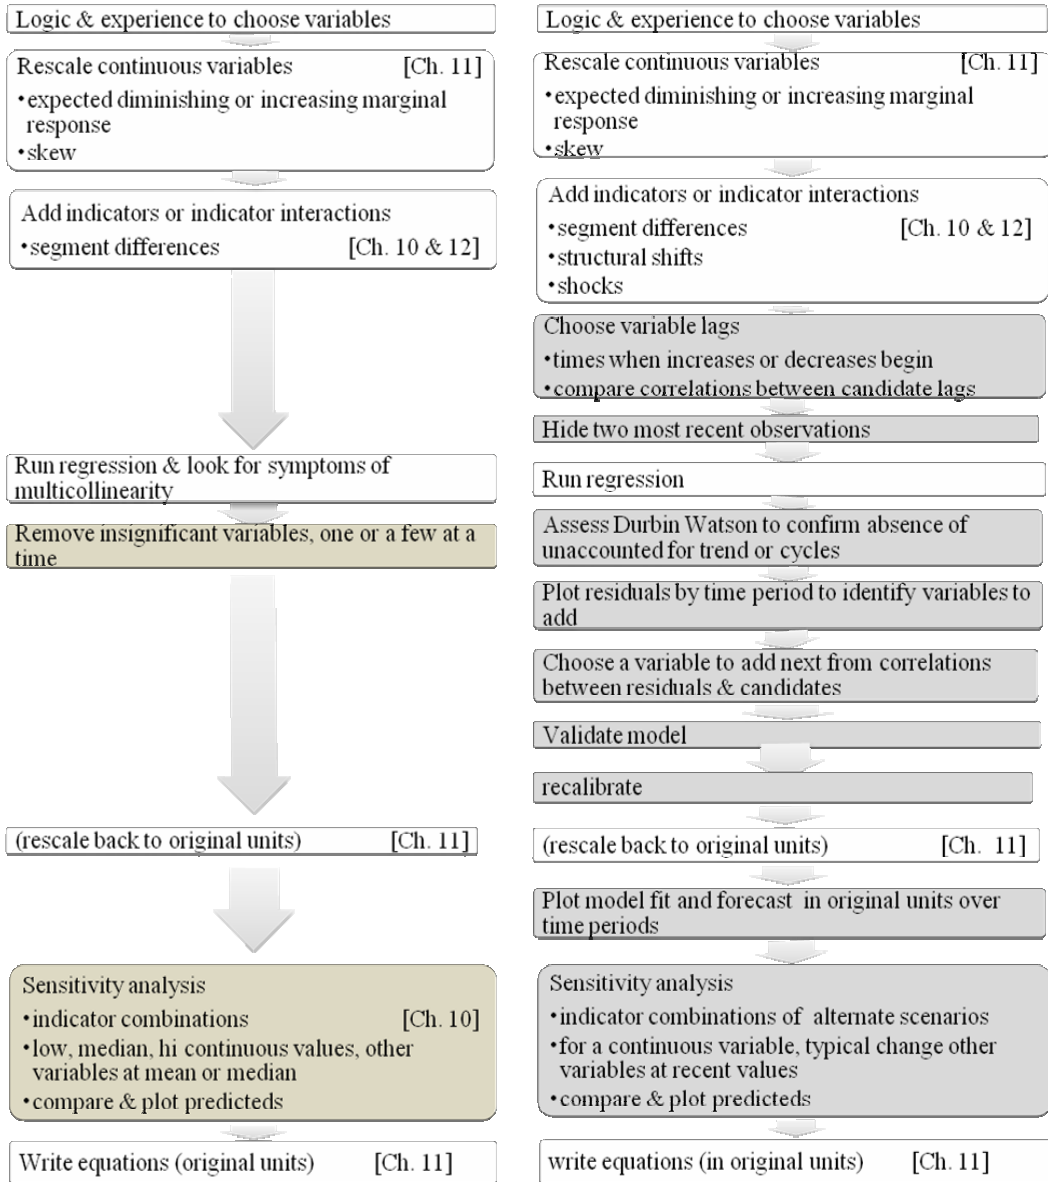 Logic & experience to choose variables
Rescale continuous variables [Ch. 11]
•expected diminishing or increasing marginal
response
•skew
Add indicators or indicator interactions
•segment differences [Ch. 10 & 12]
Run regression & look for symptoms of
multicollinearity
Remove insignificant variables, one or a few at a
time
(rescale back to original units) [Ch. 11]
Sensitivity analysis
•indicator combinations [Ch. 10]
•low, median, hi continuous values, other
variables at mean or median
•compare & plot predicteds
Write equations (original units) [Ch. 11]
Logic & experience to choose variables
Rescale continuous variables [Ch. 11]
•expected diminishing or increasing marginal
response
•skew
Add indicators or indicator interactions
•segment differences [Ch. 10 & 12]
•structural shifts
•shocks
Choose variable lags
•times when increases or decreases begin
•compare correlations between candidate lags
Hide two most recent observations
Run regression
Assess Durbin Watson to confirm absence of
unaccounted for trend or cycles
Plot residuals by time period to identify variables to
add
Choose a variable to add next from correlations
between residuals & candidates
Validate model
recalibrate
(rescale back to original units) [Ch. 11]
Plot model fit and forecast in original units over
time periods
Sensitivity analysis
•indicator combinations of alternate scenarios
•for a continuous variable, typical change other
variables at recent values
•compare & plot predicteds
write equations (in original units) [Ch. 11]